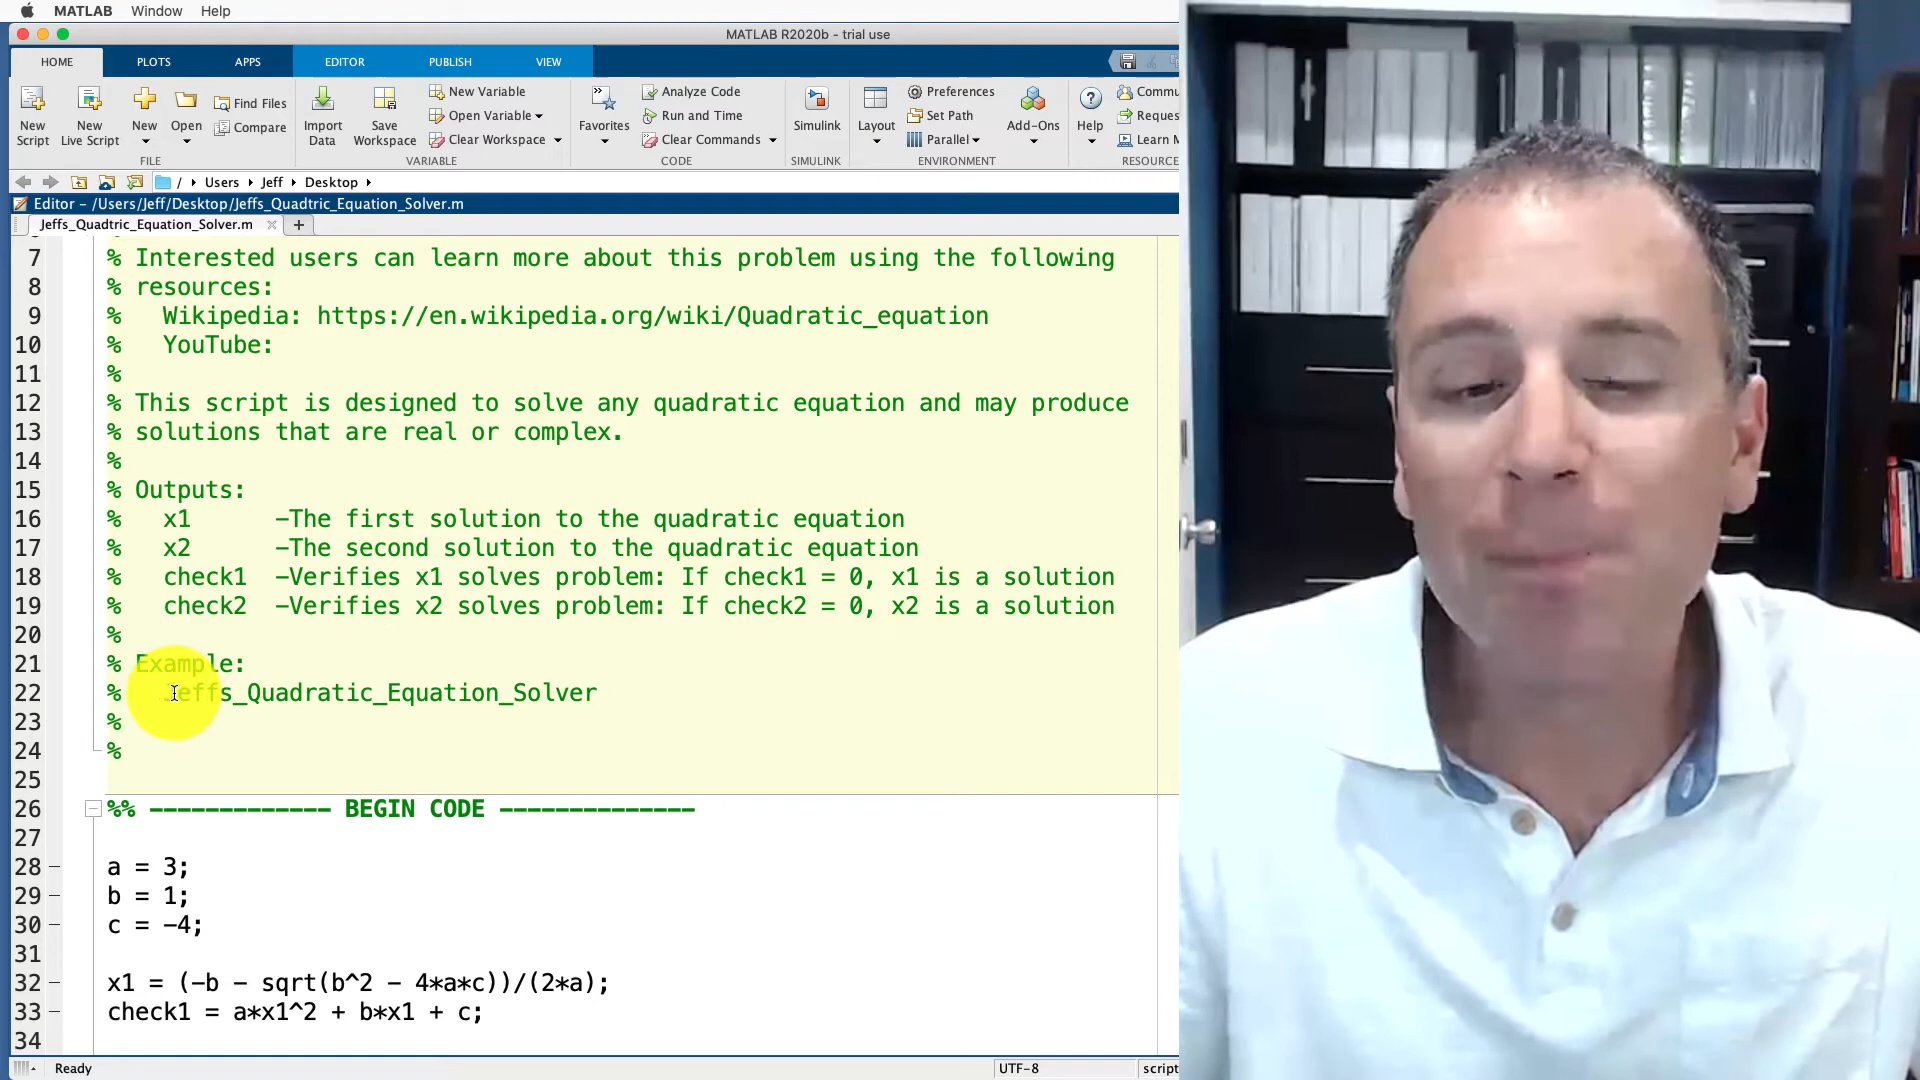 MATLAB Window Help
MATLAB R2020b - trial use
HOME PLOTS APPS EDITOR PUBLISH VIEW
New Script
New Live Script
New
Open
Find Files
Compare
FILE
Import Data
Save Workspace
New Variable
Open Variable
Clear Workspace
VARIABLE
Favorites
Analyze Code
Run and Time
Clear Commands
CODE
Simulink
SIMULINK
Layout
Preferences
Set Path
Parallel
ENVIRONMENT
Add-Ons
Help
Commu
Reques
Learn M
RESOURC
/ Users Jeff Desktop
Editor - /Users/Jeff/Desktop/Jeffs_Quadtric_Equation_Solver.m
Jeffs_Quadtric_Equation_Solver.m
7 % Interested users can learn more about this problem using the following
8 % resources:
9 % Wikipedia: https://en.wikipedia.org/wiki/Quadratic_equation
10 % YouTube:
11 %
12 % This script is designed to solve any quadratic equation and may produce
13 % solutions that are real or complex.
14 %
15 % Outputs:
16 % x1 -The first solution to the quadratic equation
17 % x2 -The second solution to the quadratic equation
18 % check1 -Verifies x1 solves problem: If check1 = 0, x1 is a solution
19 % check2 -Verifies x2 solves problem: If check2 = 0, x2 is a solution
20 %
21 % Example:
22 % Jeffs_Quadratic_Equation_Solver
23 %
24 %
25
26 %% ------------- BEGIN CODE --------------
27
28 a = 3;
29 b = 1;
30 c = -4;
31
32 x1 = (-b - sqrt(b^2 - 4*a*c))/(2*a);
33 check1 = a*x1^2 + b*x1 + c;
34
Ready UTF-8 script